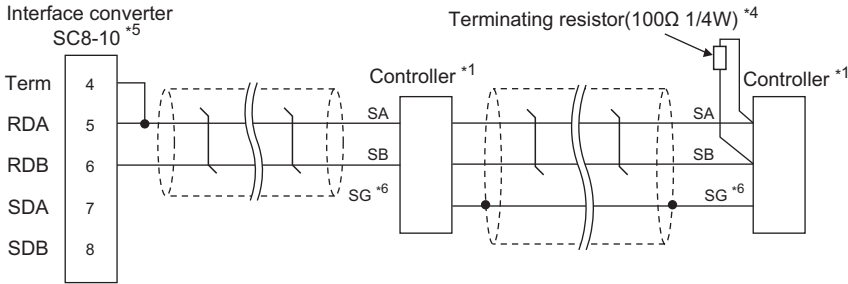 Interface converter
SC8-10 *5
Terminating resistor(100Ω 1/4W) *4
Controller *1
Controller *1
Term 4
RDA 5 SA SA
RDB 6 SB SB
SDA 7 SG *6 SG *6
SDB 8